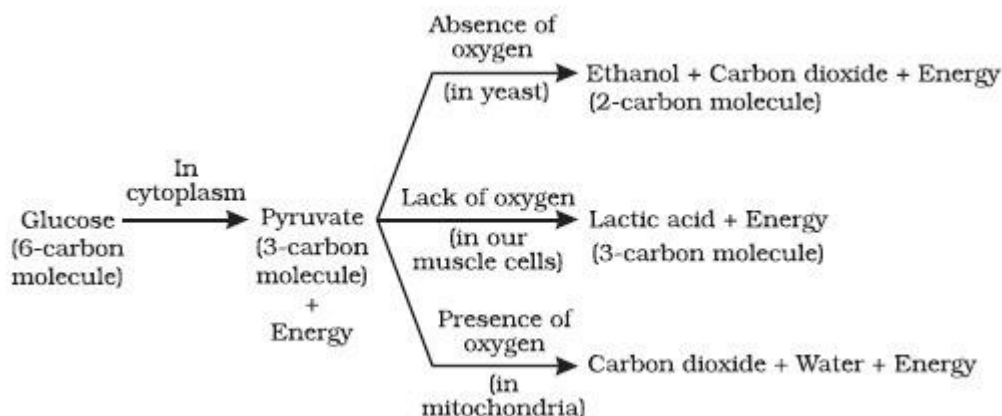 Absence of
oxygen
(in yeast)
Ethanol + Carbon dioxide + Energy
(2-carbon molecule)
In
cytoplasm
Glucose
(6-carbon
molecule)
Pyruvate
(3-carbon
molecule)
+
Energy
Lack of oxygen
(in our
muscle cells)
Lactic acid + Energy
(3-carbon molecule)
Presence of
oxygen
(in
mitochondria)
Carbon dioxide + Water + Energy